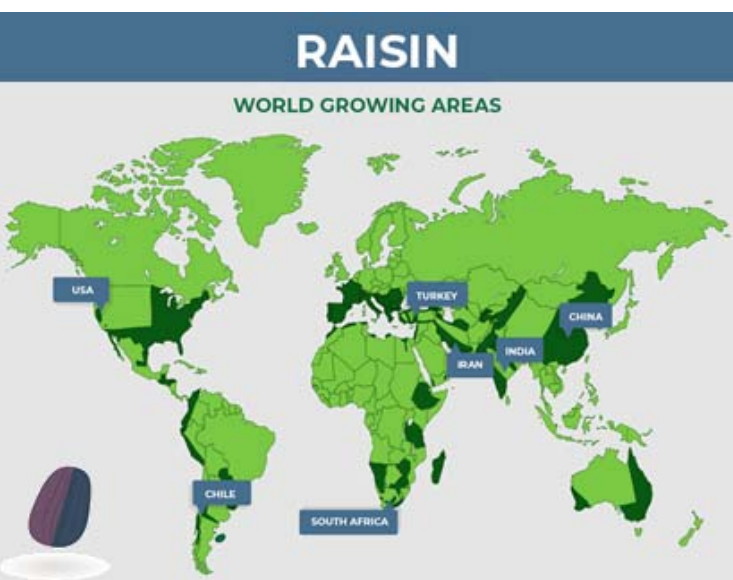 RAISIN
WORLD GROWING AREAS
USA
TURKEY
CHINA
INDIA
IRAN
CHILE
SOUTH AFRICA